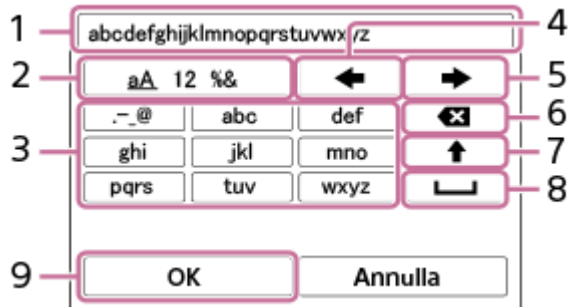 1 abcdefghijklmnopqrstuvwxyz 4
2 aA 12 %& 5
.-_@ abc def 6
3 ghi jkl mno 7
pqrs tuv wxyz 8
9 OK Annulla